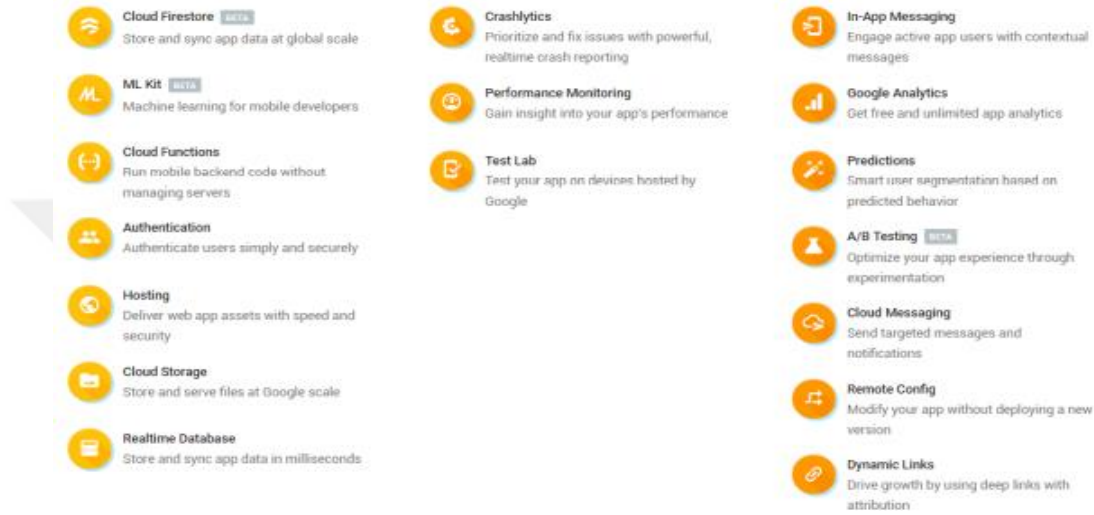 Cloud Firestore BETA
Store and sync app data at global scale
ML Kit BETA
Machine learning for mobile developers
Cloud Functions
Run mobile backend code without
managing servers
Authentication
Authenticate users simply and securely
Hosting
Deliver web app assets with speed and
security
Cloud Storage
Store and serve files at Google scale
Realtime Database
Store and sync app data in milliseconds
Crashlytics
Prioritize and fix issues with powerful,
realtime crash reporting
Performance Monitoring
Gain insight into your app's performance
Test Lab
Test your app on devices hosted by
Google
In-App Messaging
Engage active app users with contextual
messages
Google Analytics
Get free and unlimited app analytics
Predictions
Smart user segmentation based on
predicted behavior
A/B Testing BETA
Optimize your app experience through
experimentation
Cloud Messaging
Send targeted messages and
notifications
Remote Config
Modify your app without deploying a new
version
Dynamic Links
Drive growth by using deep links with
attribution